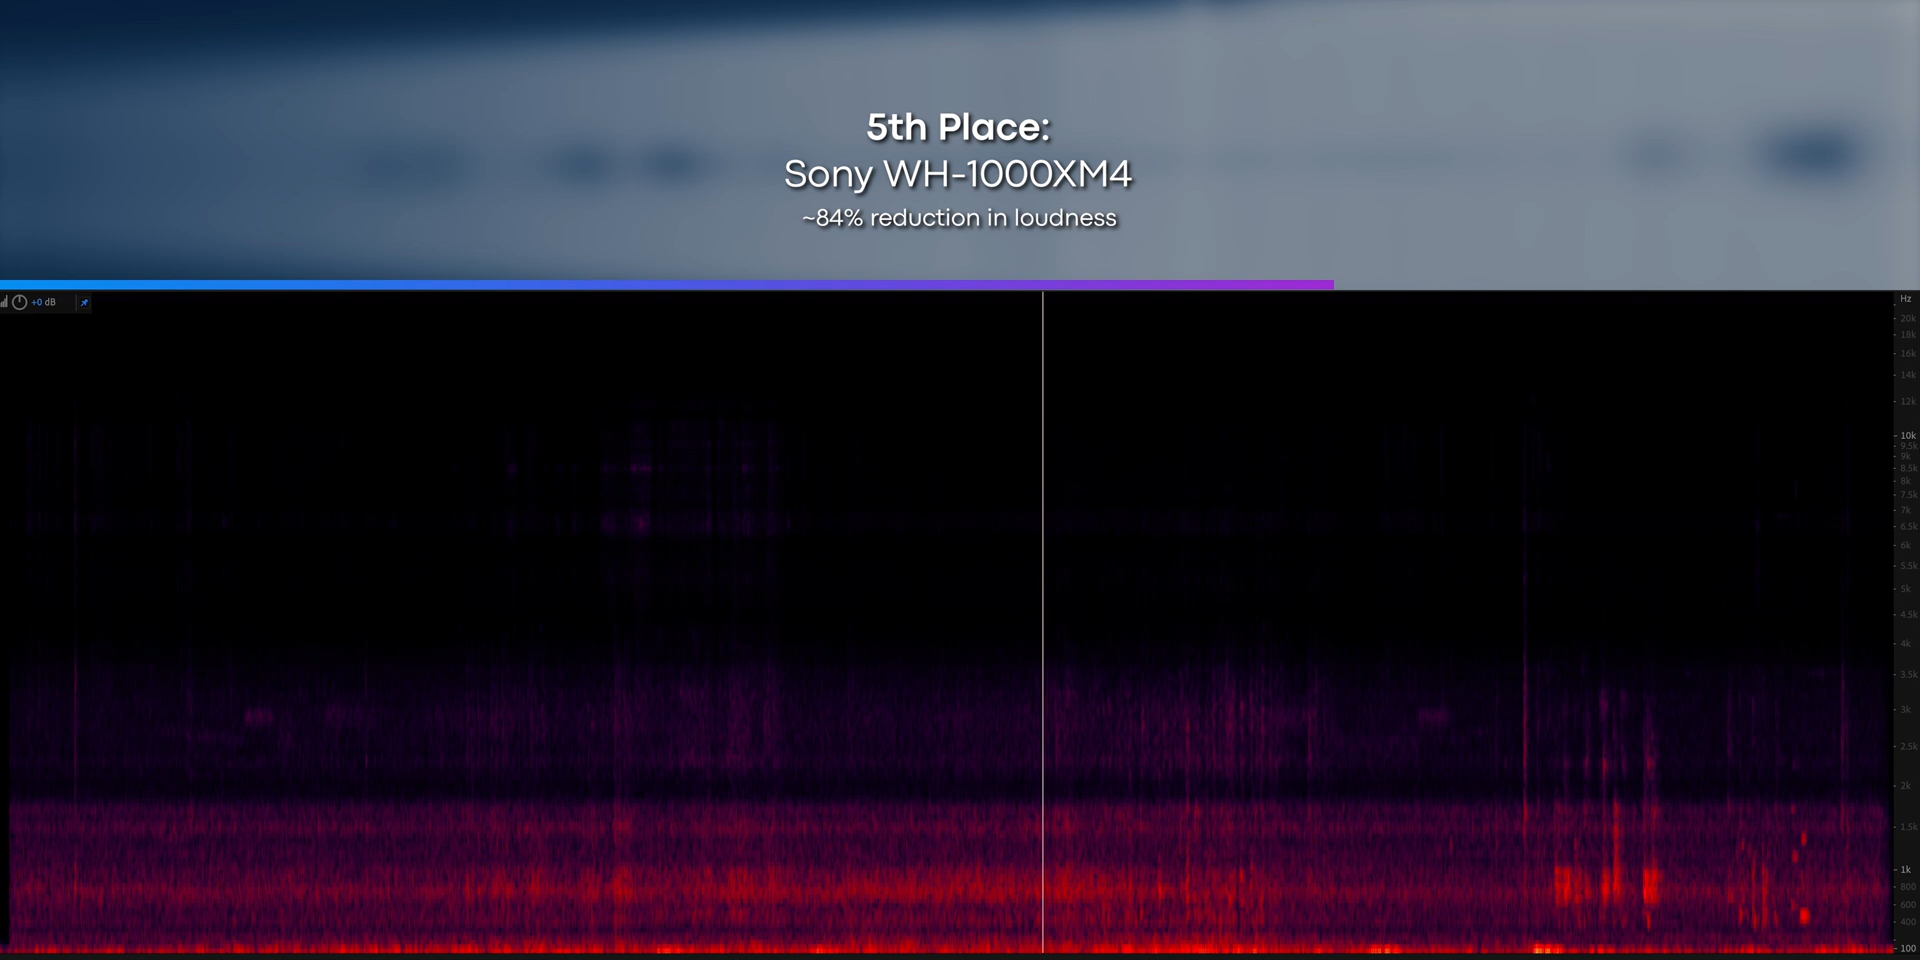 5th Place:
Sony WH-1000XM4
~84% reduction in loudness
+0 dB
Hz
20k
18k
16k
14k
12k
10k
9.5k
9k
8.5k
8k
7.5k
7k
6.5k
6k
5.5k
5k
4.5k
4k
3.5k
3k
2.5k
2k
1.5k
1k
800
600
400
100